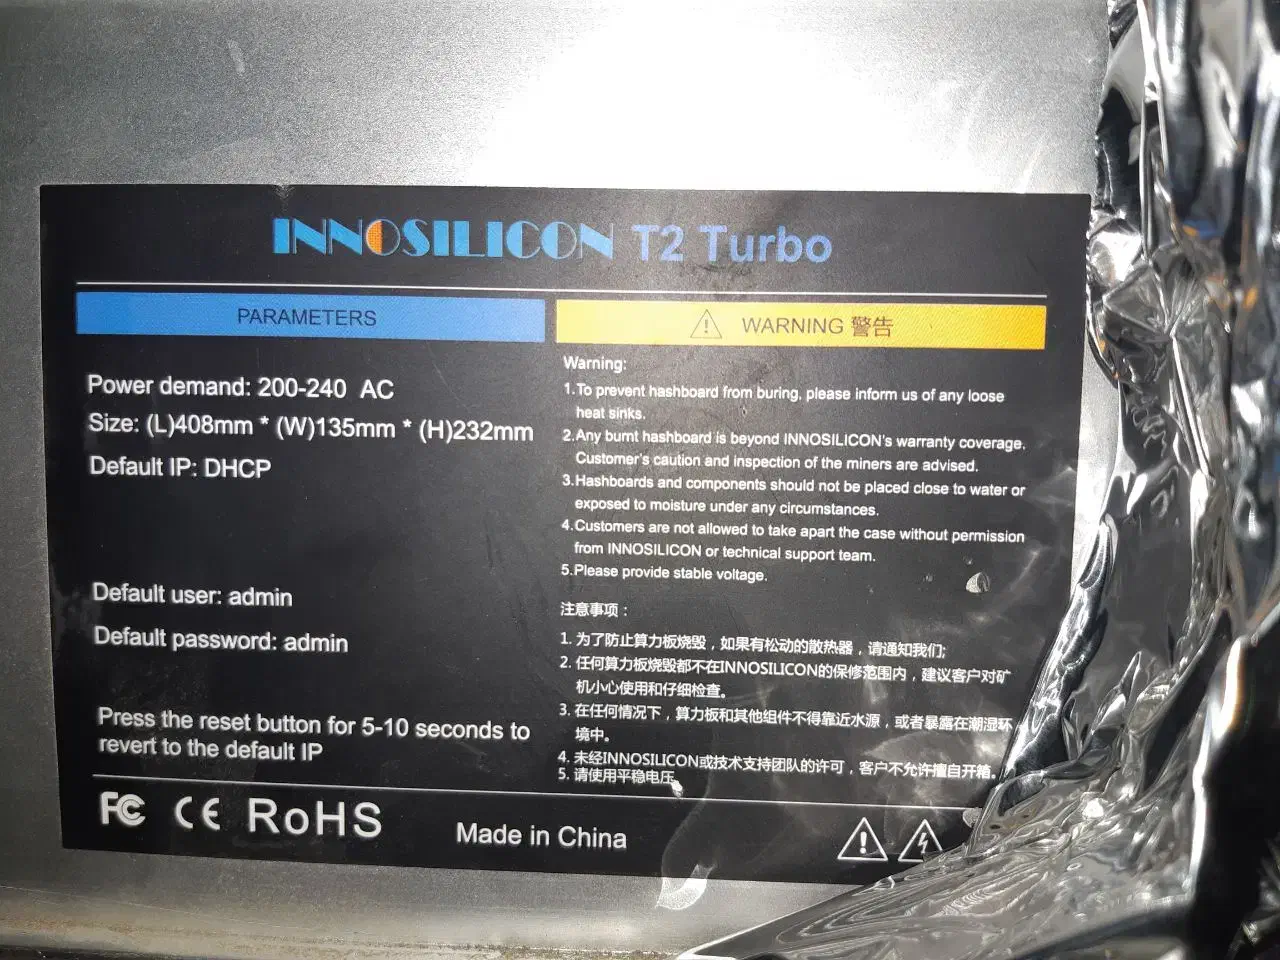 INNOSILICON T2 Turbo
PARAMETERS
Power demand: 200-240 AC
Size: (L)408mm * (W)135mm * (H)232mm
Default IP: DHCP
Default user: admin
Default password: admin
Press the reset button for 5-10 seconds to
revert to the default IP
WARNING 警告
Warning:
1.To prevent hashboard from buring, please inform us of any loose
heat sinks.
2.Any burnt hashboard is beyond INNOSILICON's warranty coverage.
Customer's caution and inspection of the miners are advised.
3.Hashboards and components should not be placed close to water or
exposed to moisture under any circumstances.
4.Customers are not allowed to take apart the case without permission
from INNOSILICON or technical support team.
5.Please provide stable voltage.
注意事项：
1. 为了防止算力板烧毁，如果有松动的散热器，请通知我们;
2. 任何算力板烧毁都不在INNOSILICON的保修范围内，建议客户对矿
机小心使用和仔细检查。
3. 在任何情况下，算力板和其他组件不得靠近水源，或者暴露在潮湿环
境中。
4. 未经INNOSILICON或技术支持团队的许可，客户不允许擅自开箱。
5. 请使用平稳电压。
FC CE RoHS
Made in China